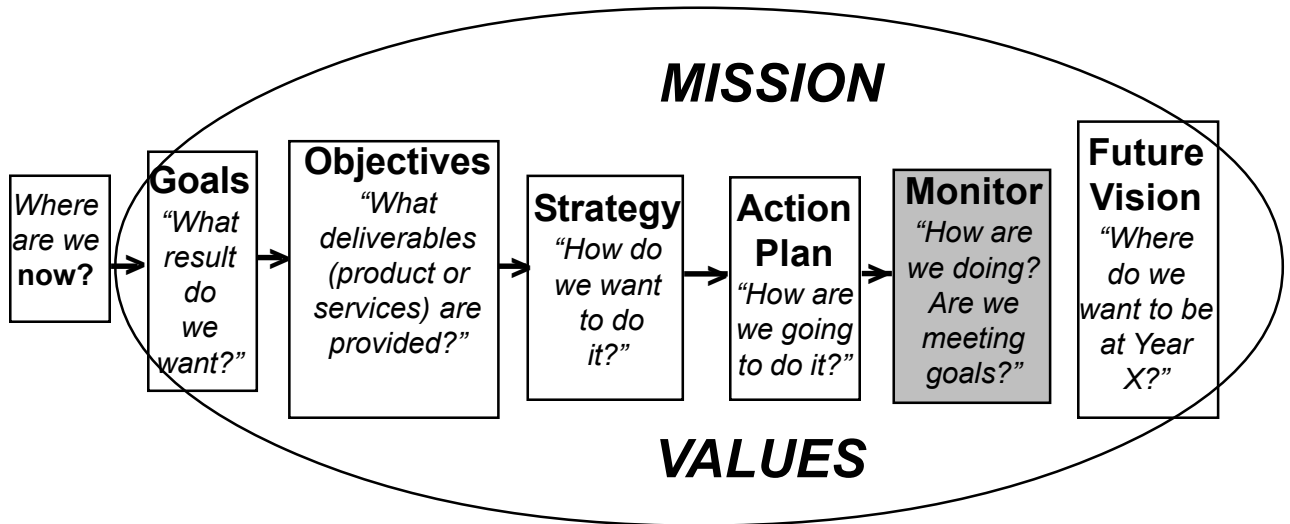 MISSION
Where
are we
now?
Goals
“What
result
do
we
want?”
Objectives
“What
deliverables
(product or
services) are
provided?”
Strategy
“How do
we want
to do
it?”
Action
Plan
“How are
we going
to do it?”
Monitor
“How are
we doing?
Are we
meeting
goals?”
Future
Vision
“Where
do we
want to be
at Year
X?”
VALUES